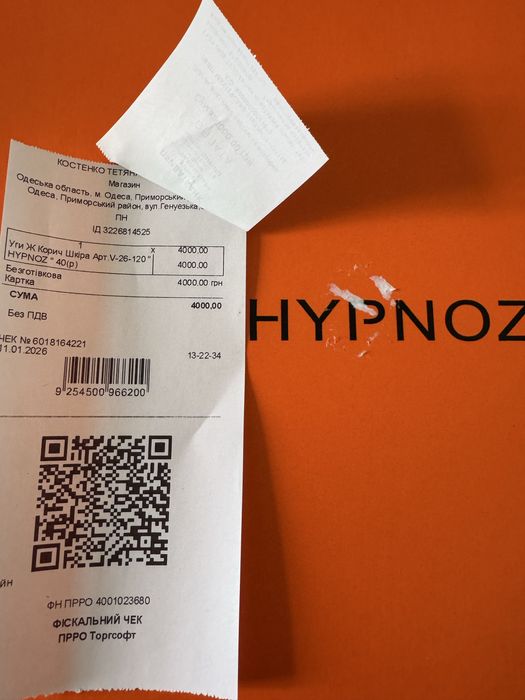 КОСТЕНКО ТЕТЯН
Магазин
Одеська область, м. Одеса, Приморський
Одеса, Приморський район, вул.Генуезька,
ПН
ІД 3226814525
1 х 4000.00
Уги Ж Корич Шкіра Арт.V-26-120 "
HYPNOZ " 40(р) 4000.00
Безготівкова
Картка 4000.00 грн
СУМА 4000,00
Без ПДВ
ЧЕК № 6018164221
11.01.2026 13-22-34
9 254500 966200
йн
ФН ПРРО 4001023680
ФІСКАЛЬНИЙ ЧЕК
ПРРО Торгсофт
HYPNOZ